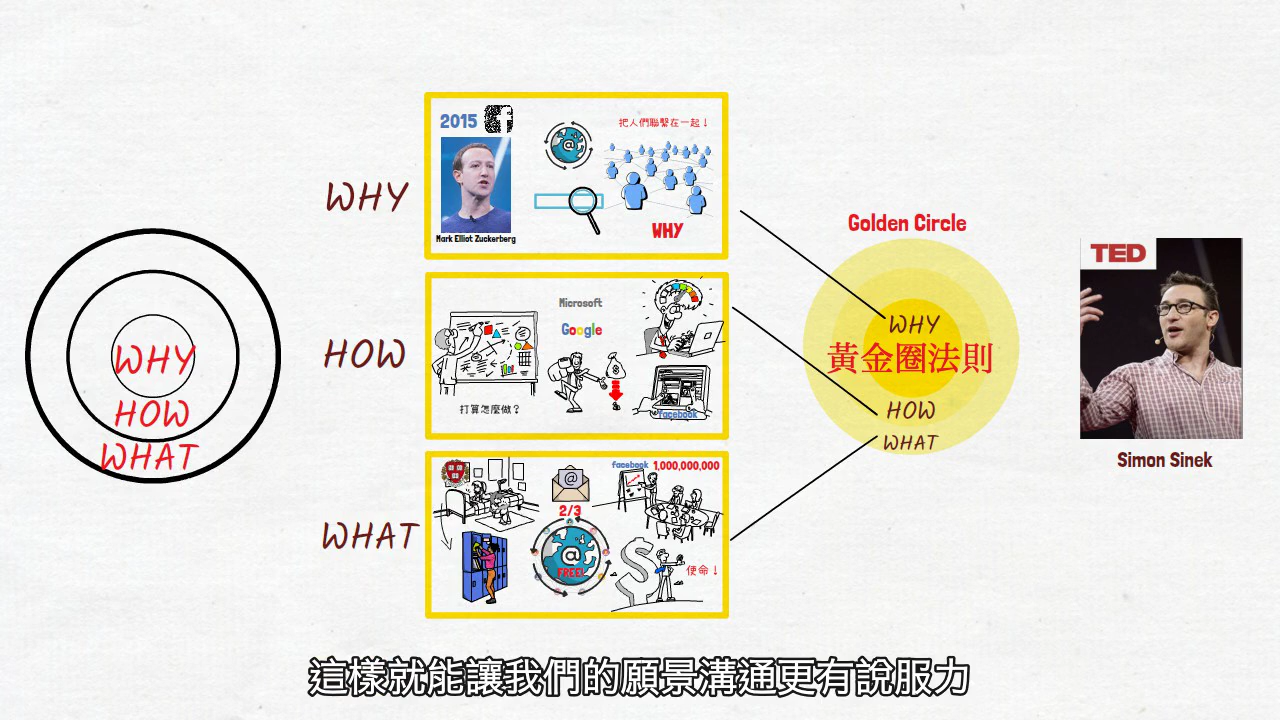 WHY
HOW
WHAT
WHY
2015
Mark Elliot Zuckerberg
把人們聯繫在一起！
WHY
HOW
打算怎麼做？
Microsoft
Google
facebook
WHAT
2/3
FREE!
facebook 1,000,000,000
使命！
Golden Circle
WHY
黃金圈法則
HOW
WHAT
TED
Simon Sinek
這樣就能讓我們的願景溝通更有說服力